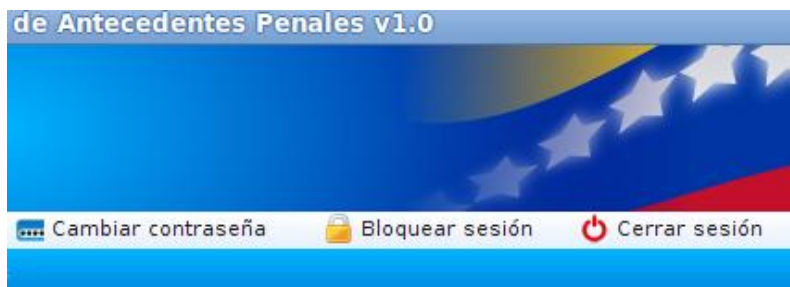 de Antecedentes Penales v1.0
Cambiar contraseña Bloquear sesión Cerrar sesión